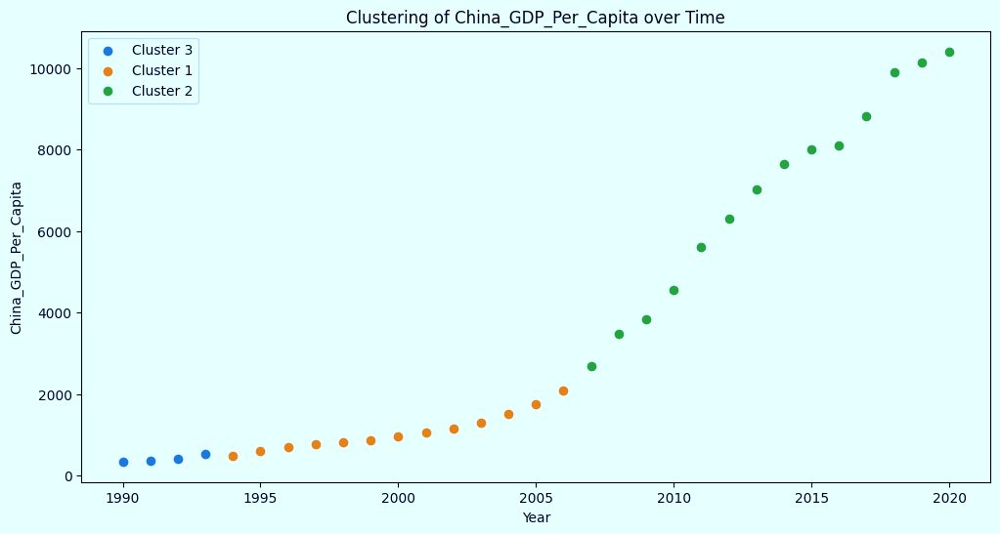 Clustering of China_GDP_Per_Capita over Time
Cluster 3
Cluster 1
Cluster 2
China_GDP_Per_Capita
10000
8000
6000
4000
2000
0
1990 1995 2000 2005 2010 2015 2020
Year